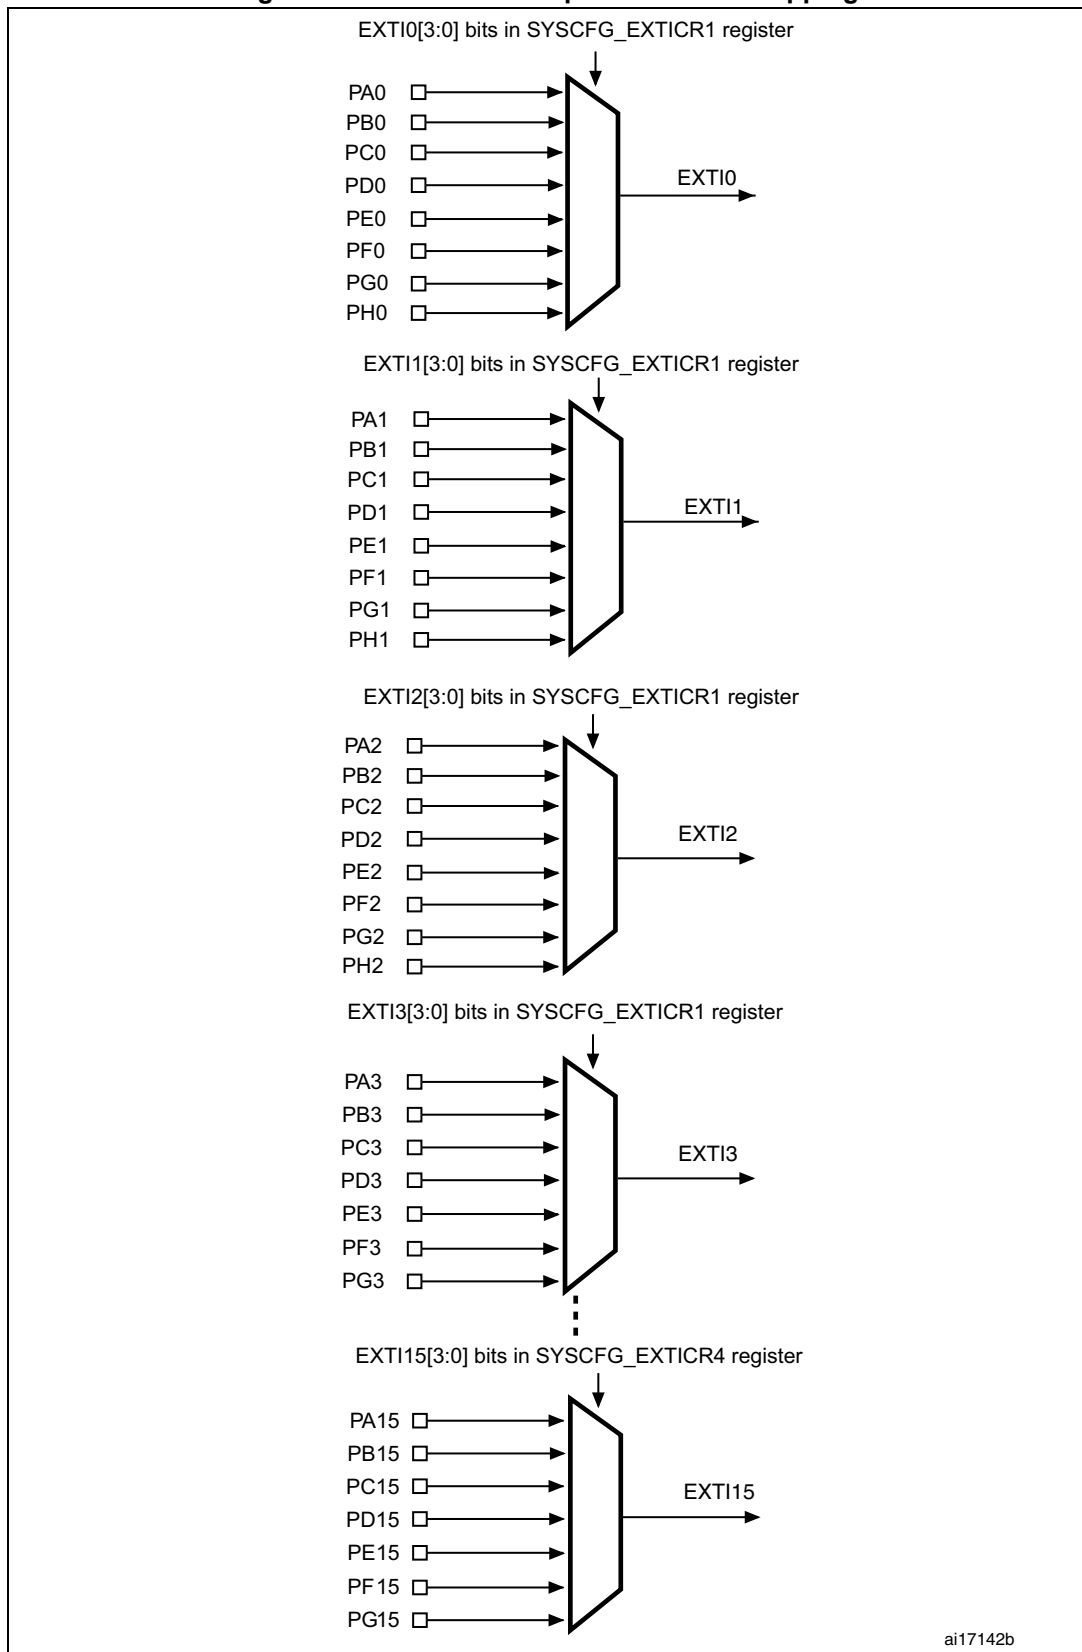 EXTI0[3:0] bits in SYSCFG_EXTICR1 register
PA0
PB0
PC0
PD0
EXTI0
PE0
PF0
PG0
PH0
EXTI1[3:0] bits in SYSCFG_EXTICR1 register
PA1
PB1
PC1
PD1
EXTI1
PE1
PF1
PG1
PH1
EXTI2[3:0] bits in SYSCFG_EXTICR1 register
PA2
PB2
PC2
PD2
EXTI2
PE2
PF2
PG2
PH2
EXTI3[3:0] bits in SYSCFG_EXTICR1 register
PA3
PB3
PC3
EXTI3
PD3
PE3
PF3
PG3
EXTI15[3:0] bits in SYSCFG_EXTICR4 register
PA15
PB15
PC15
EXTI15
PD15
PE15
PF15
PG15
ai17142b